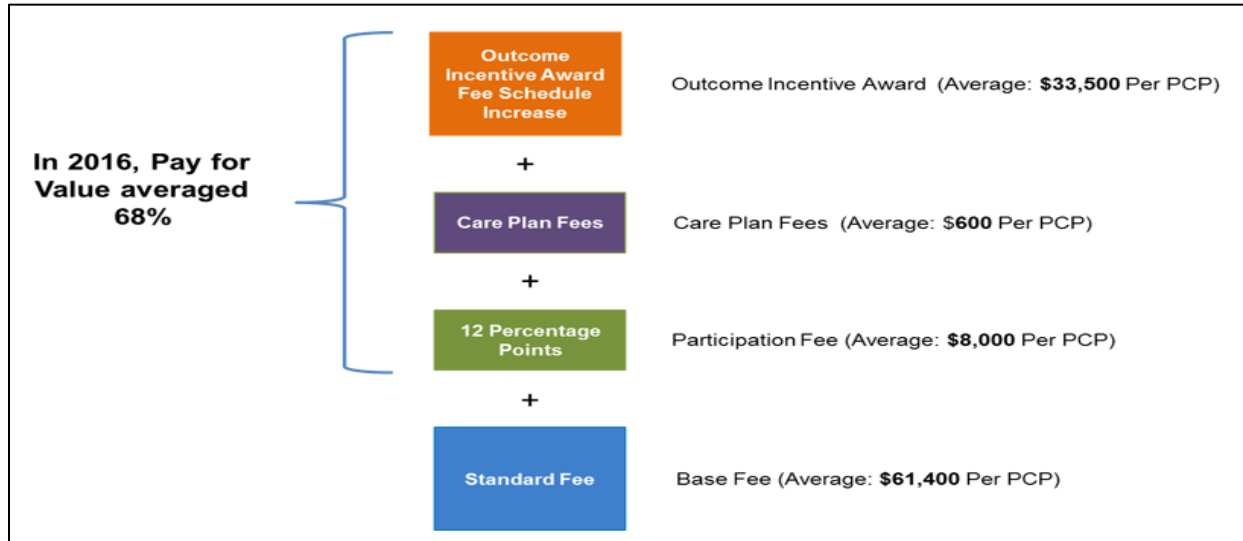 Outcome
Incentive Award
Fee Schedule
Increase
Outcome Incentive Award (Average: $33,500 Per PCP)
In 2016, Pay for
Value averaged
68%
+
Care Plan Fees
Care Plan Fees (Average: $600 Per PCP)
+
12 Percentage
Points
Participation Fee (Average: $8,000 Per PCP)
+
Standard Fee
Base Fee (Average: $61,400 Per PCP)